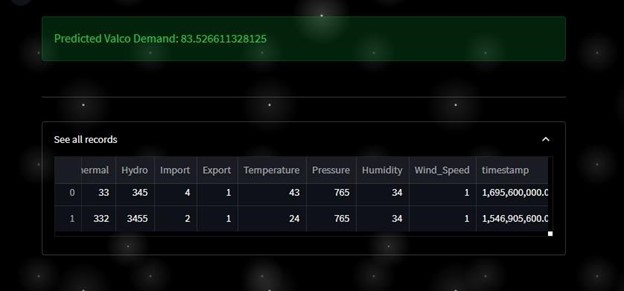 Predicted Valco Demand: 83.526611328125
See all records
hermal Hydro Import Export Temperature Pressure Humidity Wind_Speed timestamp
0 33 345 4 1 43 765 34 1 1,695,600,000.0
1 332 3455 2 1 24 765 34 1 1,546,905,600.0